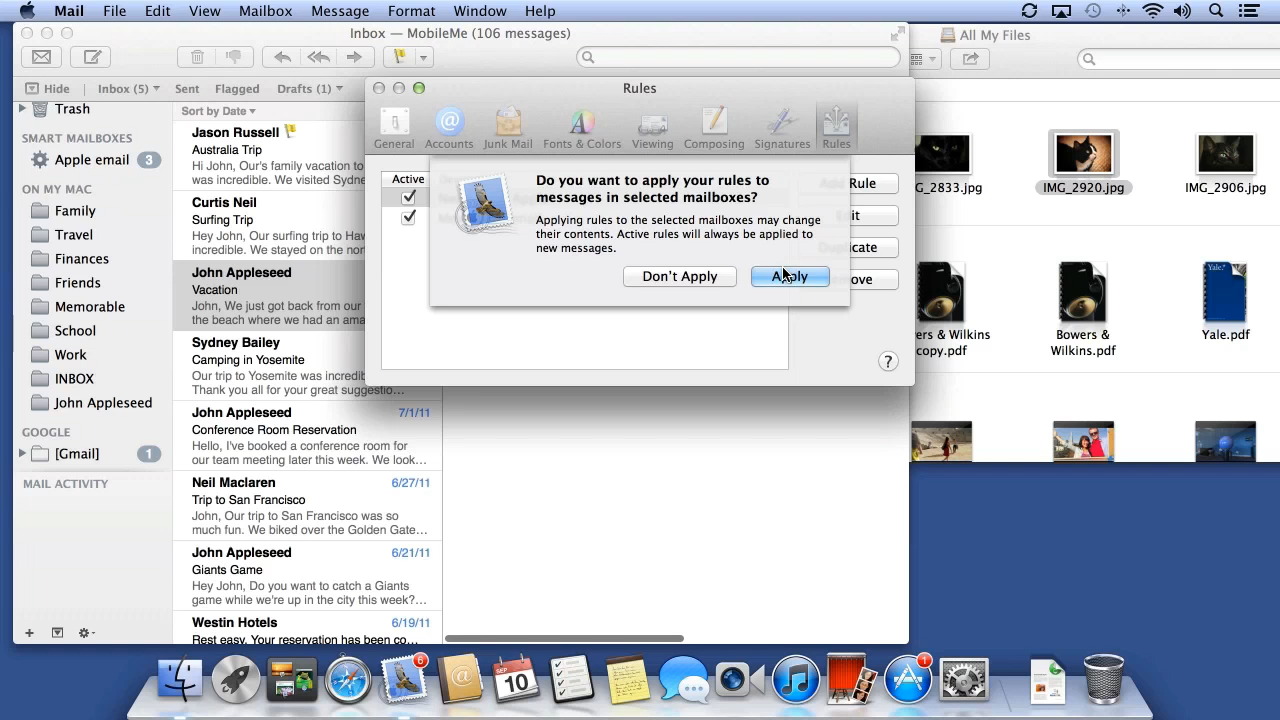 Mail File Edit View Mailbox Message Format Window Help
Inbox — MobileMe (106 messages)
All My Files
Hide Inbox (5) Sent Flagged Drafts (1)
Trash
SMART MAILBOXES
Apple email 3
ON MY MAC
Family
Travel
Finances
Friends
Memorable
School
Work
INBOX
John Appleseed
GOOGLE
[Gmail] 1
MAIL ACTIVITY
Sort by Date
Jason Russell
Australia Trip
Hi John, Our's family vacation to
was incredible. We visited Sydne
Curtis Neil
Surfing Trip
Hey John, Our surfing trip to Haw
incredible. We stayed on the nor
John Appleseed
Vacation
John, We just got back from our
the beach where we had an ama
Sydney Bailey
Camping in Yosemite
Our trip to Yosemite was incredib
Thank you all for your great suggestio...
John Appleseed 7/1/11
Conference Room Reservation
Hello, I've booked a conference room for
our team meeting later this week. We look...
Neil Maclaren 6/27/11
Trip to San Francisco
John, Our trip to San Francisco was so
much fun. We biked over the Golden Gate...
John Appleseed 6/21/11
Giants Game
Hey John, Do you want to catch a Giants
game while we're up in the city this week?...
Westin Hotels 6/19/11
Rest easy. Your reservation has been co...
Rules
General Accounts Junk Mail Fonts & Colors Viewing Composing Signatures Rules
Active
Rule
it
icate
ove
?
Do you want to apply your rules to
messages in selected mailboxes?
Applying rules to the selected mailboxes may change
their contents. Active rules will always be applied to
new messages.
Don't Apply Apply
G_2833.jpg IMG_2920.jpg IMG_2906.jpg
ers & Wilkins
copy.pdf
Bowers &
Wilkins.pdf
Yale.
Yale.pdf
6
SEP
10
1